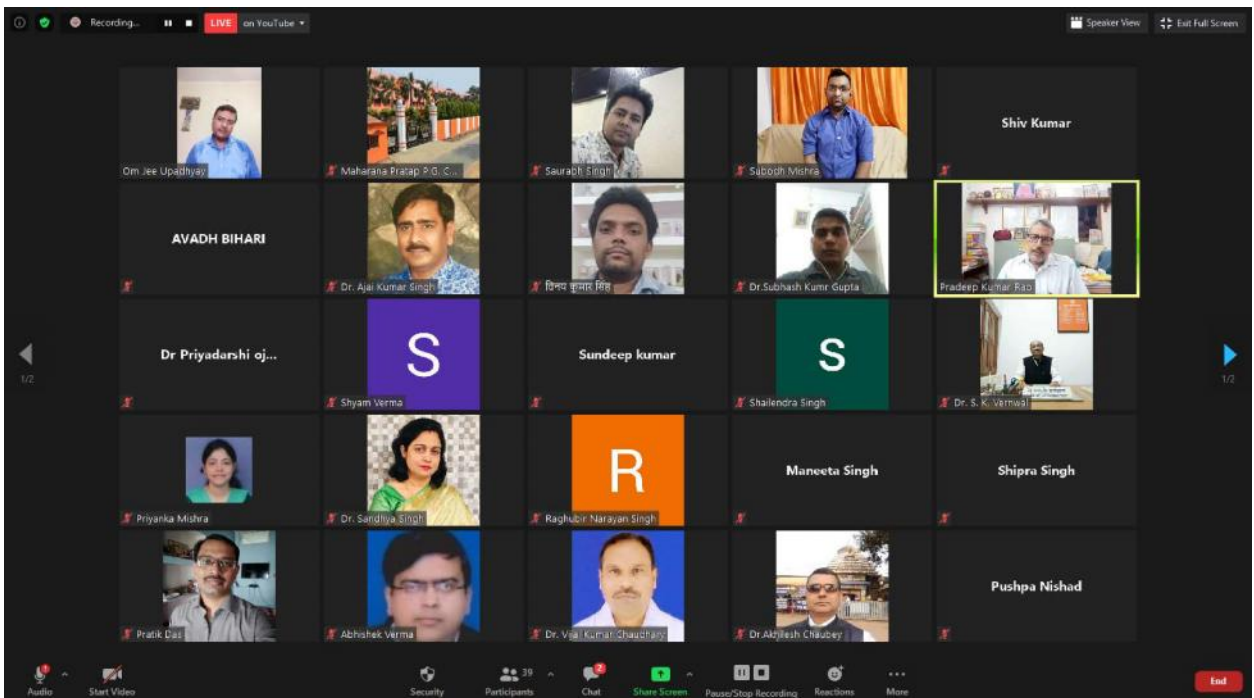 Recording...
LIVE on YouTube
Speaker View
Exit Full Screen
Om Jee Upadhyay
Maharana Pratap P.G. C...
Saurabh Singh
Subodh Mishra
Shiv Kumar
AVADH BIHARI
Dr. Ajai Kumar Singh
विनय कुमार सिंह
Dr.Subhash Kumr Gupta
Pradeep Kumar Rao
Dr Priyadarshi oj...
S
Shyam Verma
Sundeep kumar
S
Shailendra Singh
Dr. S. K. Vernwal
1/2
1/2
Priyanka Mishra
Dr. Sandhya Singh
R
Raghubir Narayan Singh
Maneeta Singh
Shipra Singh
Pratik Das
Abhishek Verma
Dr. Vijai Kumar Chaudhary
Dr.Akhilesh Chaubey
Pushpa Nishad
Audio
Start Video
Security
Participants
39
Chat
2
Share Screen
Pause/Stop Recording
Reactions
More
End